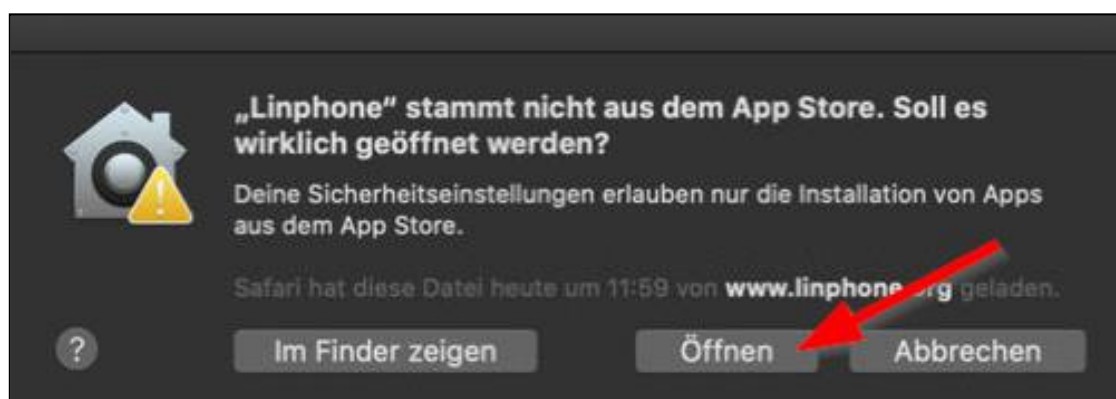 „Linphone“ stammt nicht aus dem App Store. Soll es
wirklich geöffnet werden?
Deine Sicherheitseinstellungen erlauben nur die Installation von Apps
aus dem App Store.
Safari hat diese Datei heute um 11:59 von www.linphone.org geladen.
?
Im Finder zeigen
Öffnen
Abbrechen